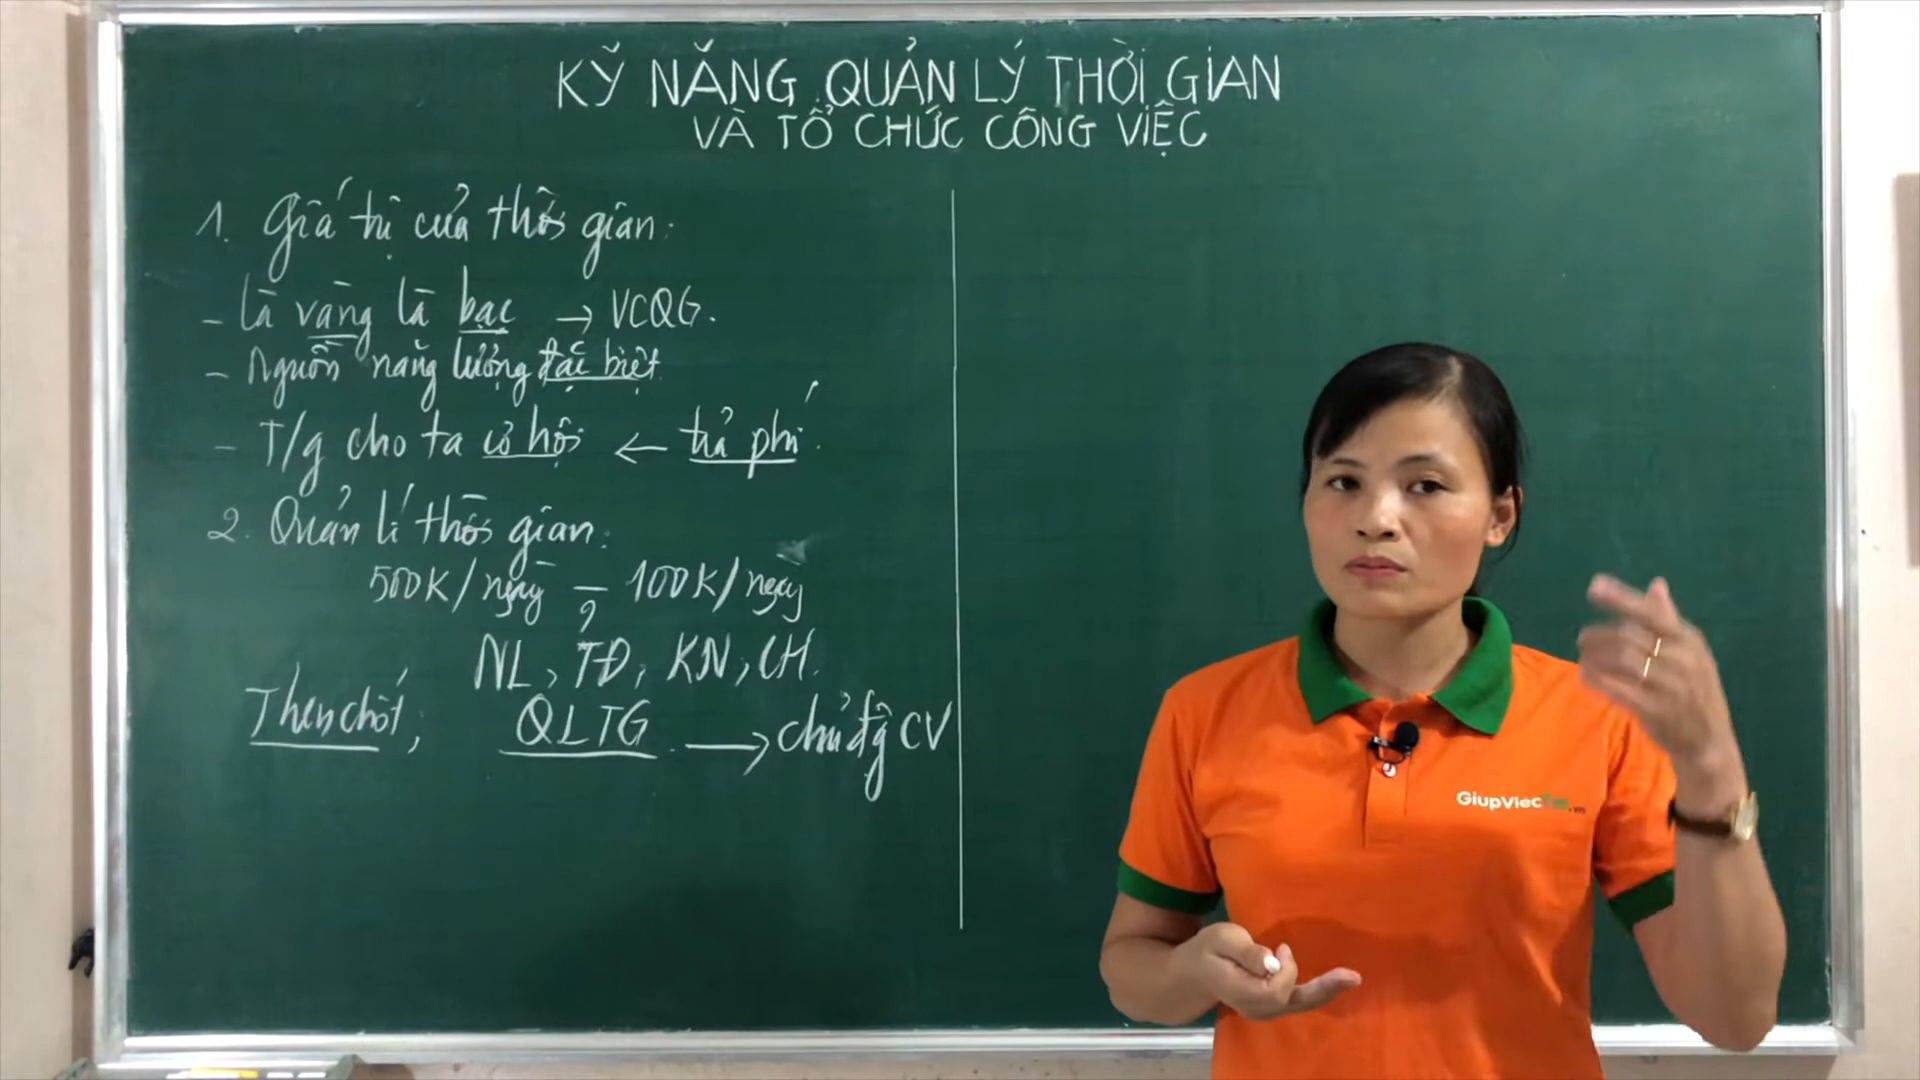 KỸ NĂNG QUẢN LÝ THỜI GIAN
VÀ TỔ CHỨC CÔNG VIỆC
1. Giá trị của thời gian:
- Là vàng là bạc → VCQG.
- Nguồn năng lượng đặc biệt.
- T/g cho ta cơ hội ← trả phí.
2. Quản lí thời gian:
500K/ngày – 100K/ngày
?
NL, TĐ, KN, CH.
Then chốt; QLTG → chủ độg CV
GiupViec